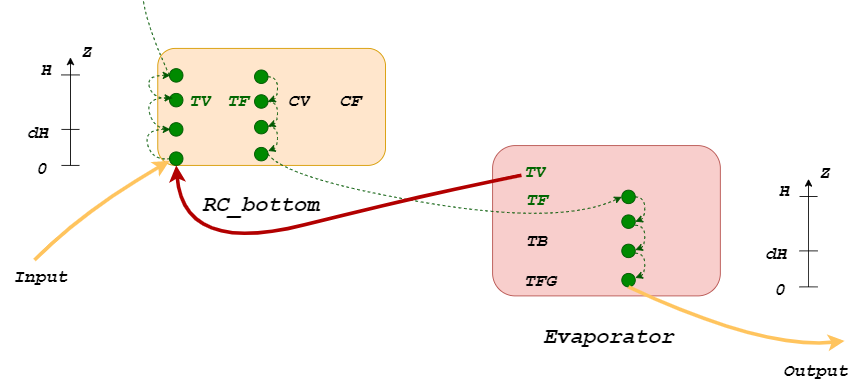 Z
H
TV TF CV CF
dH
0
RC_bottom
Input
TV
TF
TB
TFG
Z
H
dH
0
Evaporator
Output